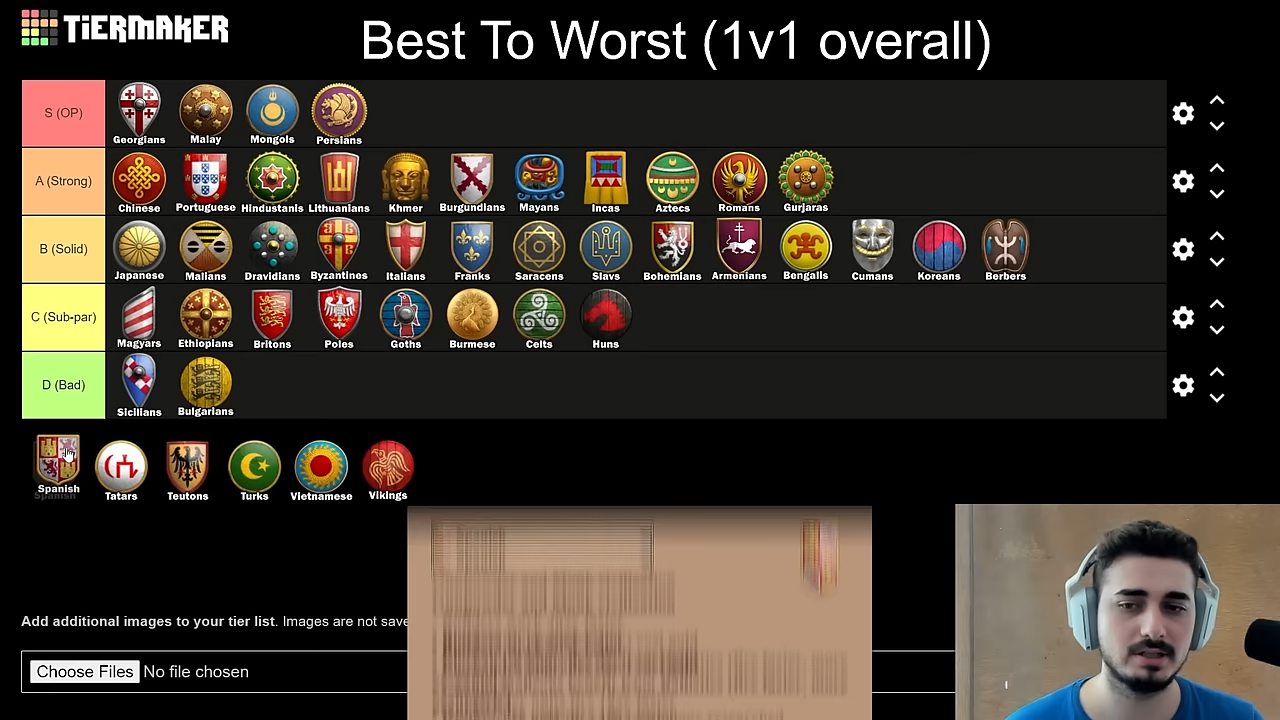 TIERMAKER
Best To Worst (1v1 overall)
S (OP)
Georgians Malay Mongols Persians
A (Strong)
Chinese Portuguese Hindustanis Lithuanians Khmer Burgundians Mayans Incas Aztecs Romans Gurjaras
B (Solid)
Japanese Malians Dravidians Byzantines Italians Franks Saracens Slavs Bohemians Armenians Bengalis Cumans Koreans Berbers
C (Sub-par)
Magyars Ethiopians Britons Poles Goths Burmese Celts Huns
D (Bad)
Sicilians Bulgarians
Spanish Tatars Teutons Turks Vietnamese Vikings
Spanish
Add additional images to your tier list. Images are not save
Choose Files No file chosen